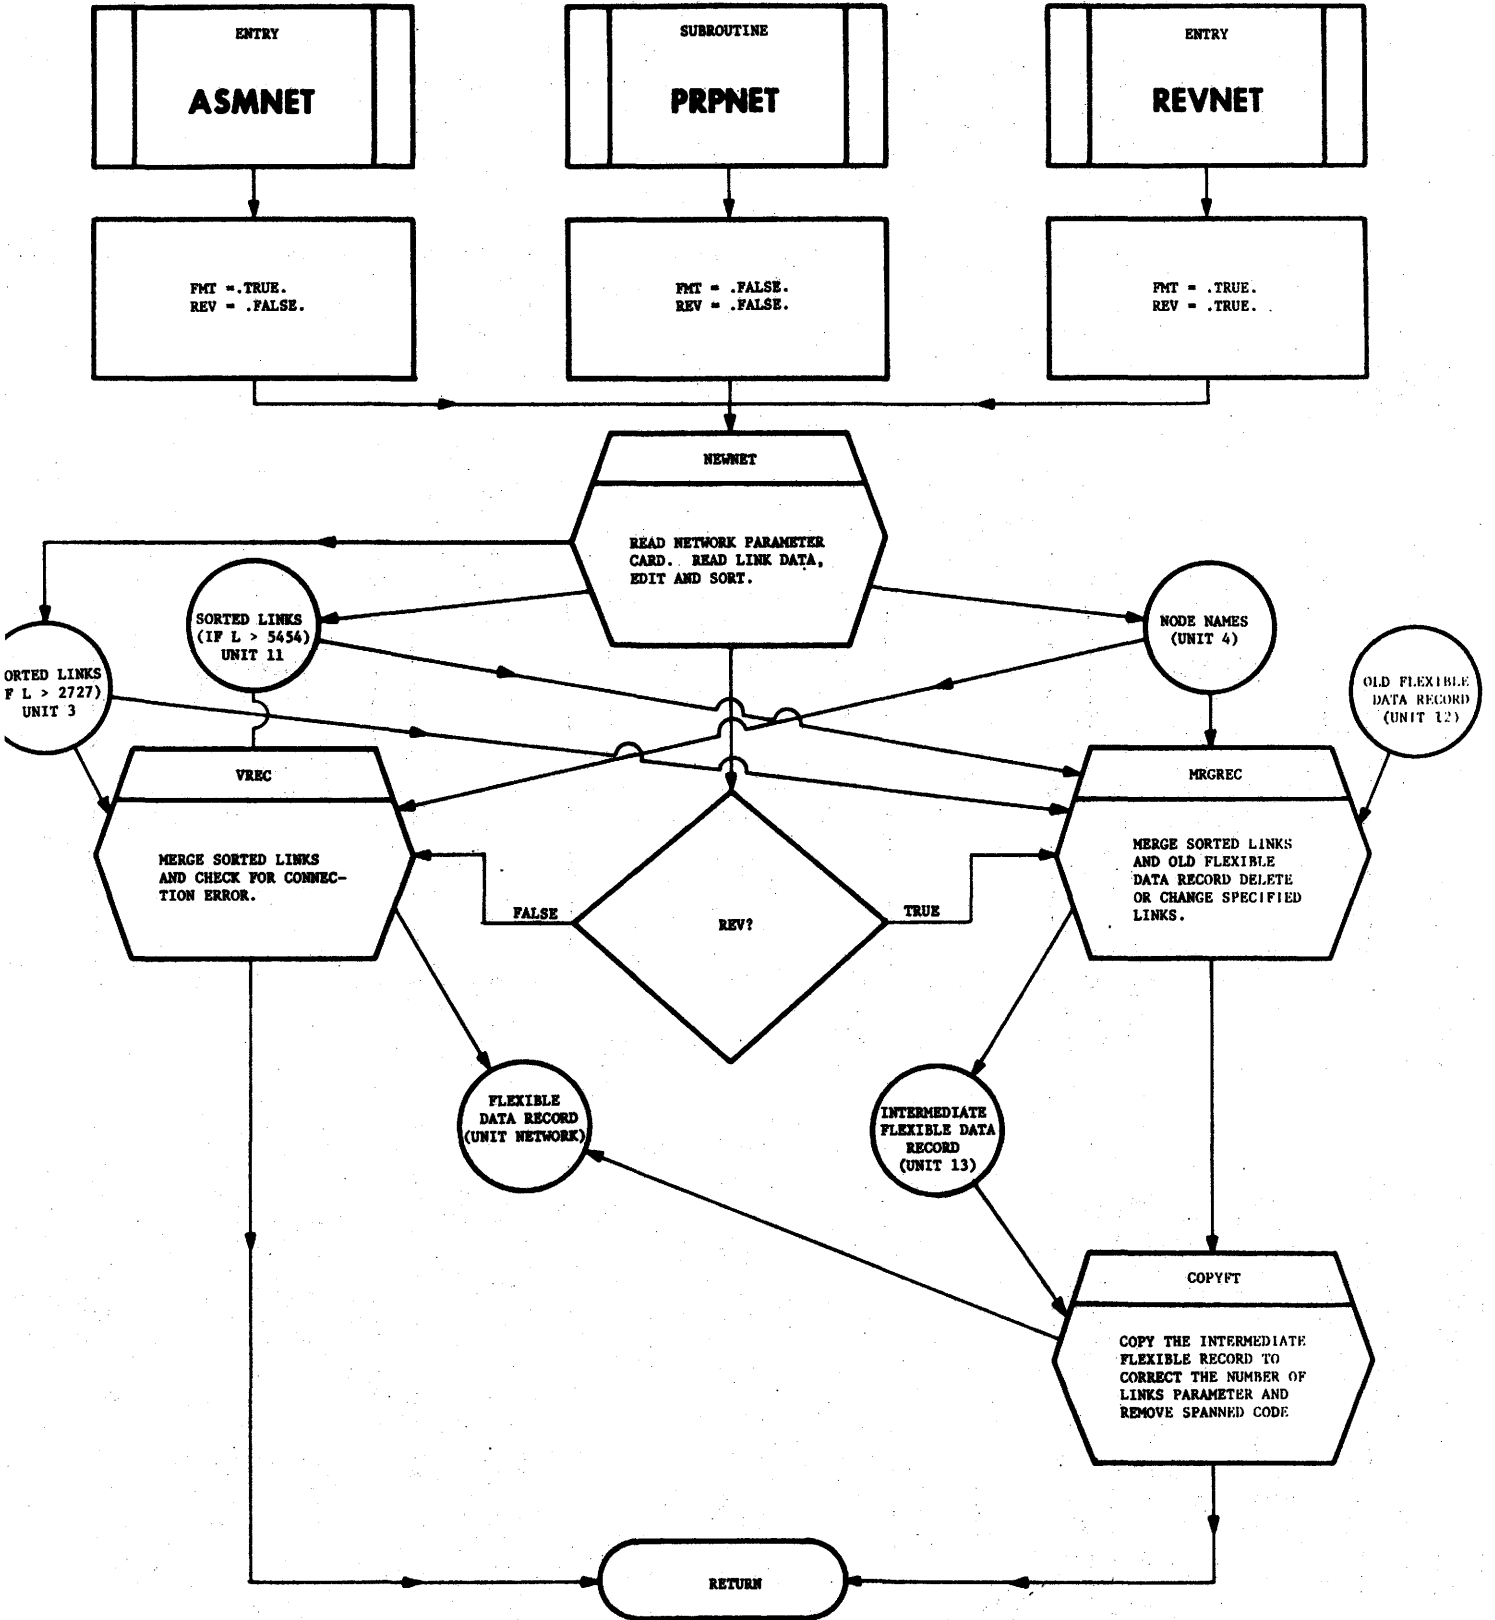 ENTRY
ASMNET
SUBROUTINE
PRPNET
ENTRY
REVNET
FMT =.TRUE.
REV = .FALSE.
FMT = .FALSE.
REV = .FALSE.
FMT = .TRUE.
REV = .TRUE.
NEWNET
READ NETWORK PARAMETER
CARD. READ LINK DATA,
EDIT AND SORT.
SORTED LINKS
(IF L > 5454)
UNIT 11
NODE NAMES
(UNIT 4)
ORTED LINKS
F L > 2727)
UNIT 3
OLD FLEXIBLE
DATA RECORD
(UNIT 12)
VREC
MERGE SORTED LINKS
AND CHECK FOR CONNEC-
TION ERROR.
MRGREC
MERGE SORTED LINKS
AND OLD FLEXIBLE
DATA RECORD DELETE
OR CHANGE SPECIFIED
LINKS.
FALSE
REV?
TRUE
FLEXIBLE
DATA RECORD
(UNIT NETWORK)
INTERMEDIATE
FLEXIBLE DATA
RECORD
(UNIT 13)
COPYFT
COPY THE INTERMEDIATE
FLEXIBLE RECORD TO
CORRECT THE NUMBER OF
LINKS PARAMETER AND
REMOVE SPANNED CODE
RETURN